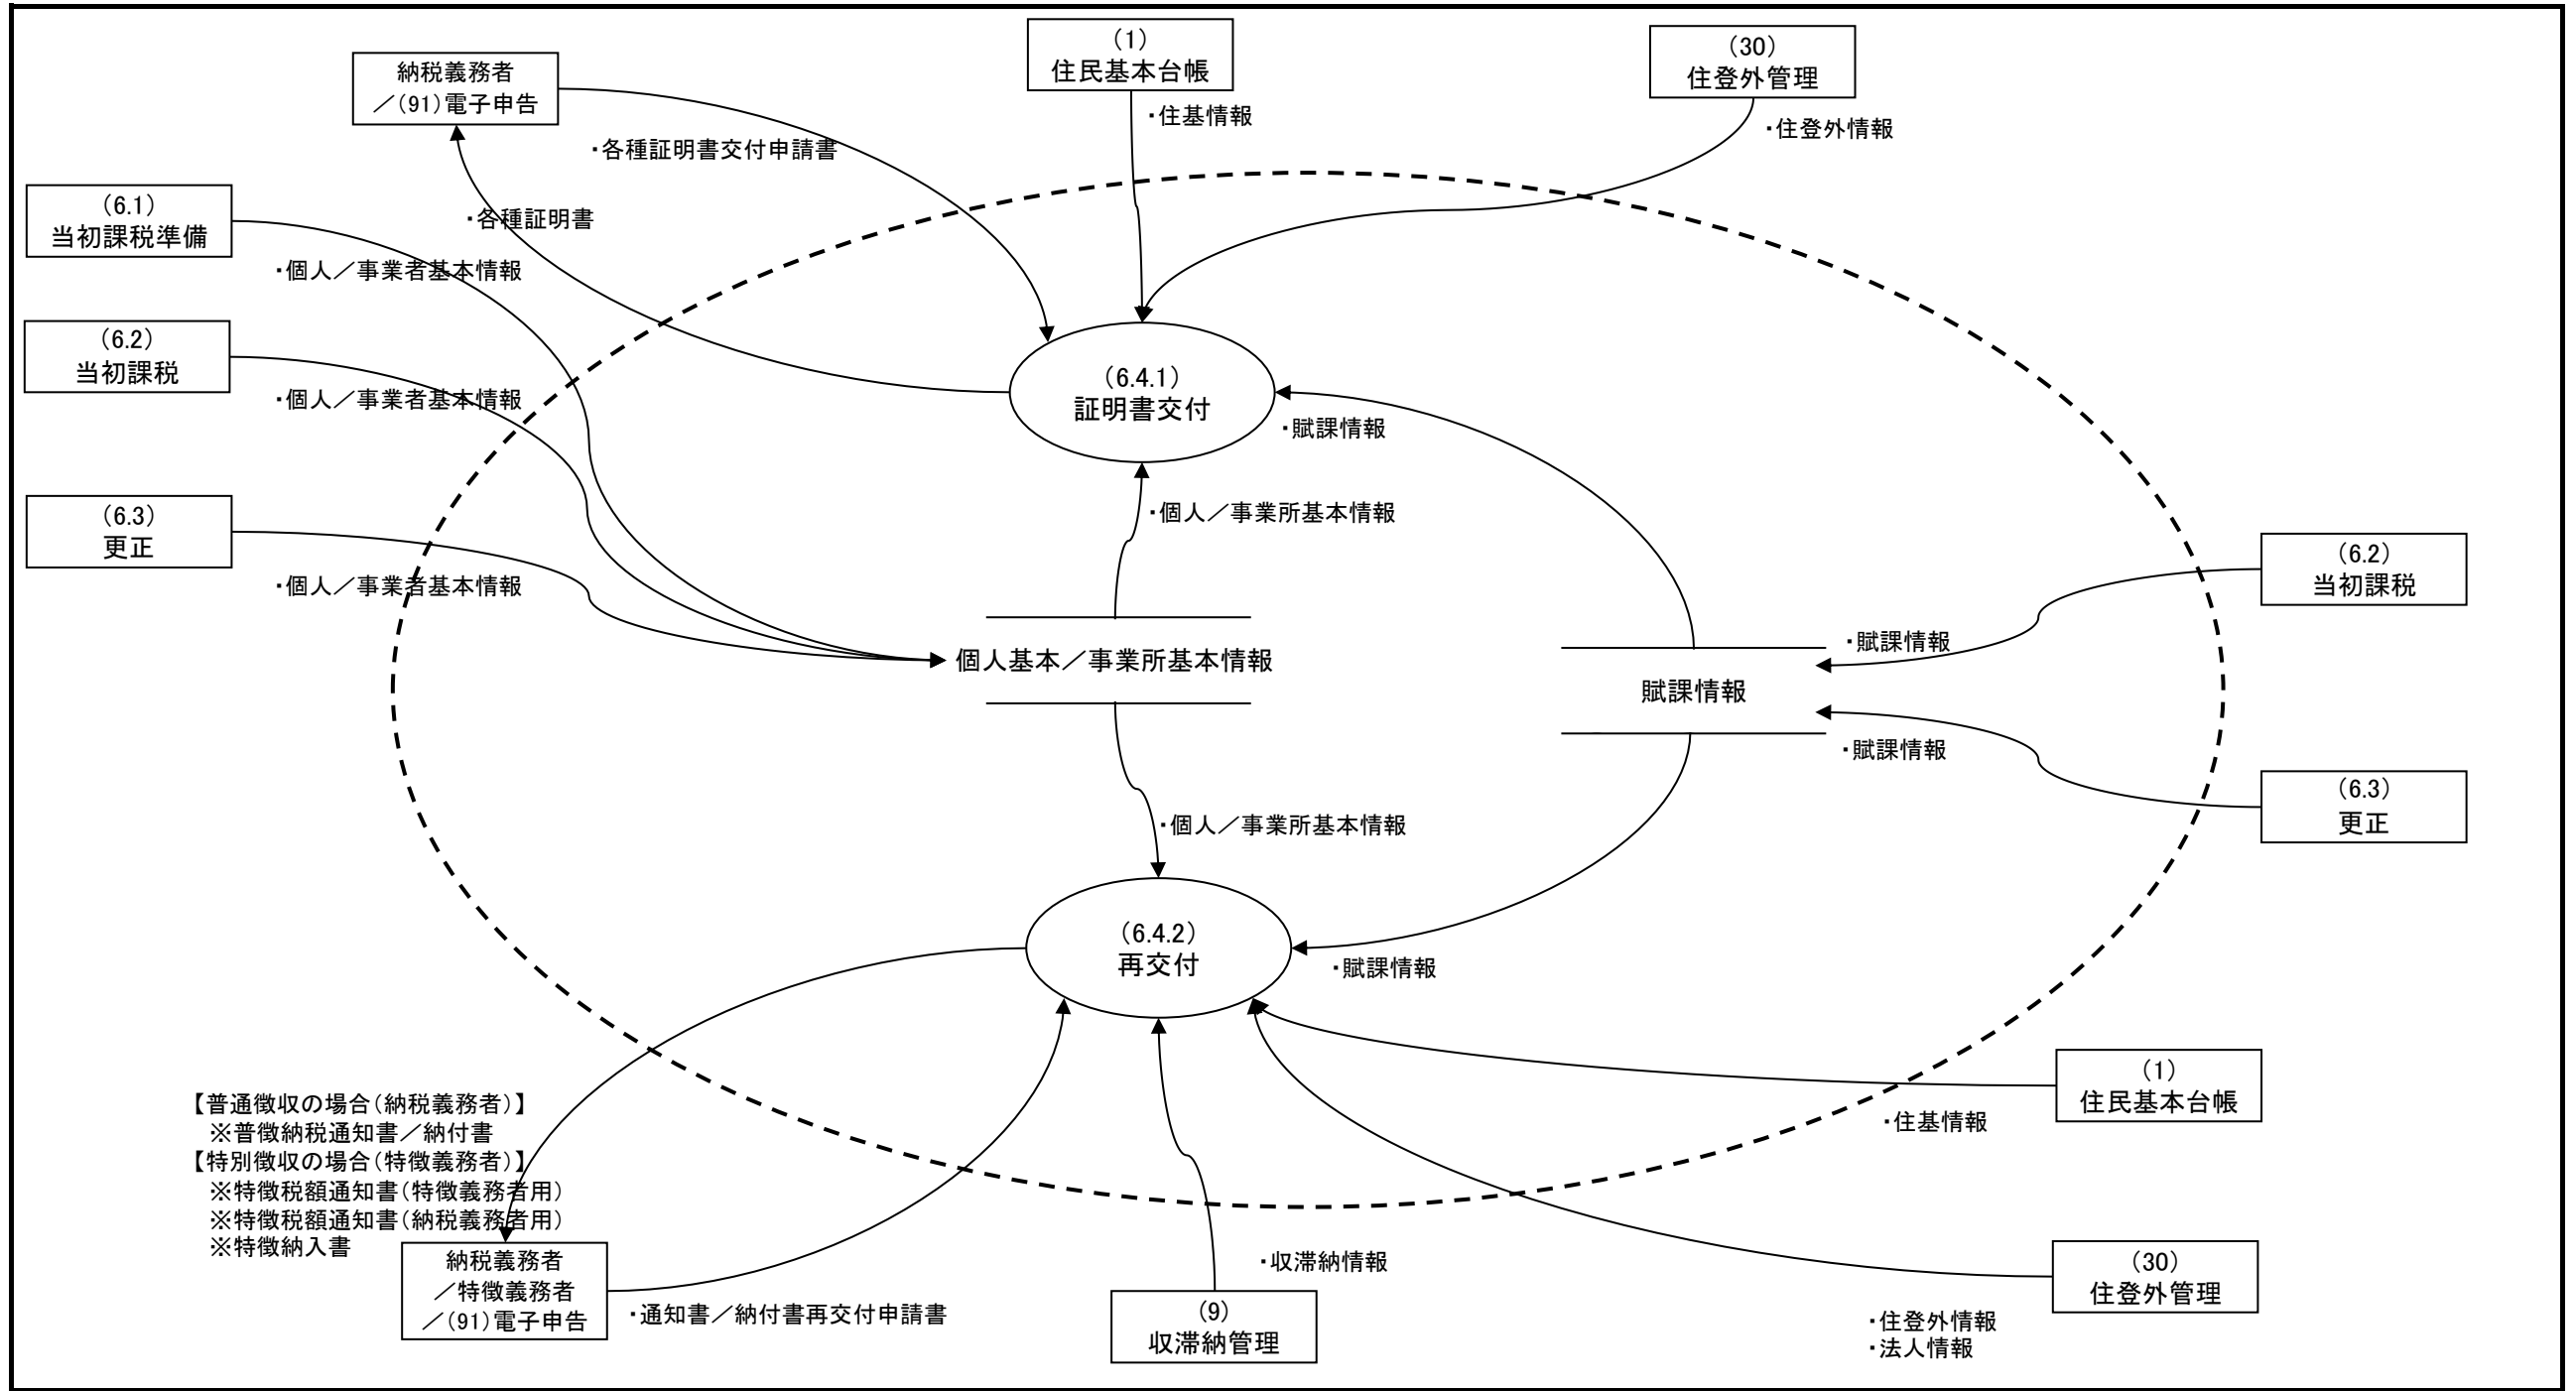 (1)
住民基本台帳
(30)
住登外管理
納税義務者
／(91)電子申告
・住基情報
・住登外情報
・各種証明書交付申請書
(6.1)
当初課税準備
・各種証明書
・個人／事業者基本情報
(6.2)
当初課税
・個人／事業者基本情報
(6.4.1)
証明書交付
・賦課情報
(6.3)
更正
・個人／事業者基本情報
・個人／事業所基本情報
(6.2)
当初課税
・賦課情報
個人基本／事業所基本情報
賦課情報
・賦課情報
(6.3)
更正
・個人／事業所基本情報
(6.4.2)
再交付
・賦課情報
(1)
住民基本台帳
・住基情報
【普通徴収の場合(納税義務者)】
※普徴納税通知書／納付書
【特別徴収の場合(特徴義務者)】
※特徴税額通知書(特徴義務者用)
※特徴税額通知書(納税義務者用)
※特徴納入書
納税義務者
／特徴義務者
／(91)電子申告
・通知書／納付書再交付申請書
・収滞納情報
(9)
収滞納管理
(30)
住登外管理
・住登外情報
・法人情報